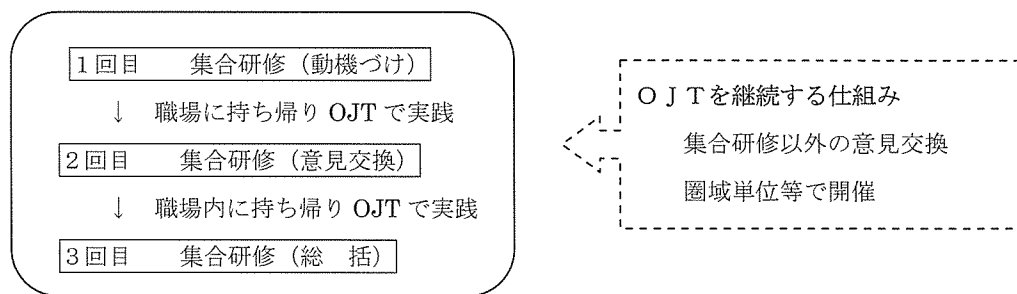 1回目　　集合研修（動機づけ）
↓　職場に持ち帰り OJT で実践
2回目　　集合研修（意見交換）
↓　職場内に持ち帰り OJT で実践
3回目　　集合研修（総　括）
ＯＪＴを継続する仕組み
集合研修以外の意見交換
圏域単位等で開催